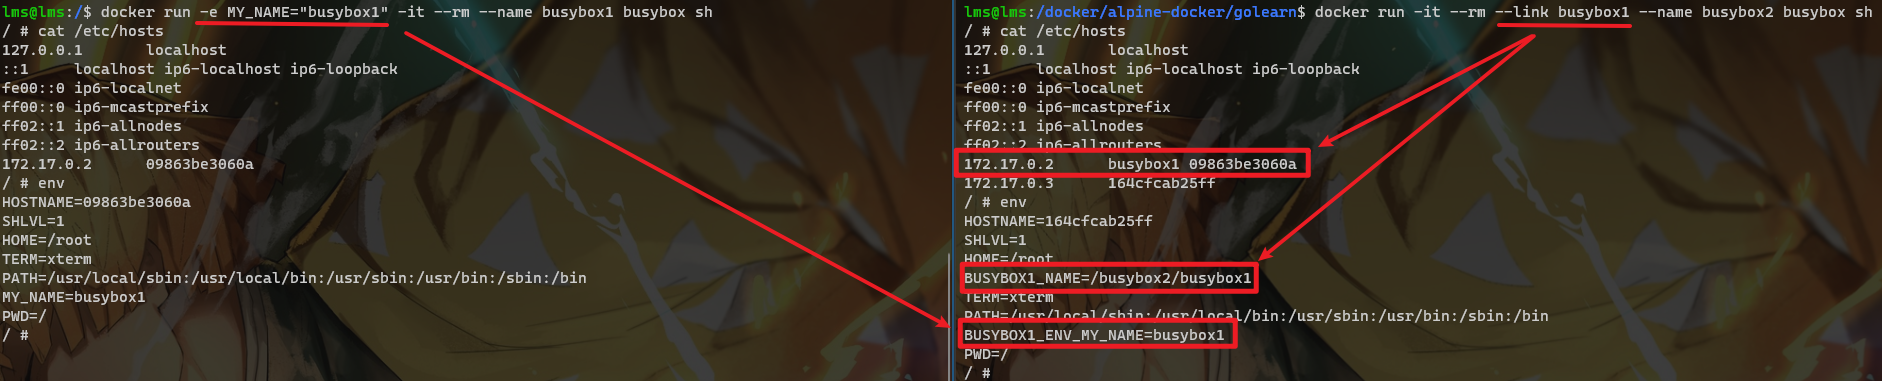 lms@lms:/$ docker run -e MY_NAME="busybox1" -it --rm --name busybox1 busybox sh
/ # cat /etc/hosts
127.0.0.1       localhost
::1     localhost ip6-localhost ip6-loopback
fe00::0 ip6-localnet
ff00::0 ip6-mcastprefix
ff02::1 ip6-allnodes
ff02::2 ip6-allrouters
172.17.0.2      09863be3060a
/ # env
HOSTNAME=09863be3060a
SHLVL=1
HOME=/root
TERM=xterm
PATH=/usr/local/sbin:/usr/local/bin:/usr/sbin:/usr/bin:/sbin:/bin
MY_NAME=busybox1
PWD=/
/ #
lms@lms:/docker/alpine-docker/golearn$ docker run -it --rm --link busybox1 --name busybox2 busybox sh
/ # cat /etc/hosts
127.0.0.1       localhost
::1     localhost ip6-localhost ip6-loopback
fe00::0 ip6-localnet
ff00::0 ip6-mcastprefix
ff02::1 ip6-allnodes
ff02::2 ip6-allrouters
172.17.0.2      busybox1 09863be3060a
172.17.0.3      164cfcab25ff
/ # env
HOSTNAME=164cfcab25ff
SHLVL=1
HOME=/root
BUSYBOX1_NAME=/busybox2/busybox1
TERM=xterm
PATH=/usr/local/sbin:/usr/local/bin:/usr/sbin:/usr/bin:/sbin:/bin
BUSYBOX1_ENV_MY_NAME=busybox1
PWD=/
/ #